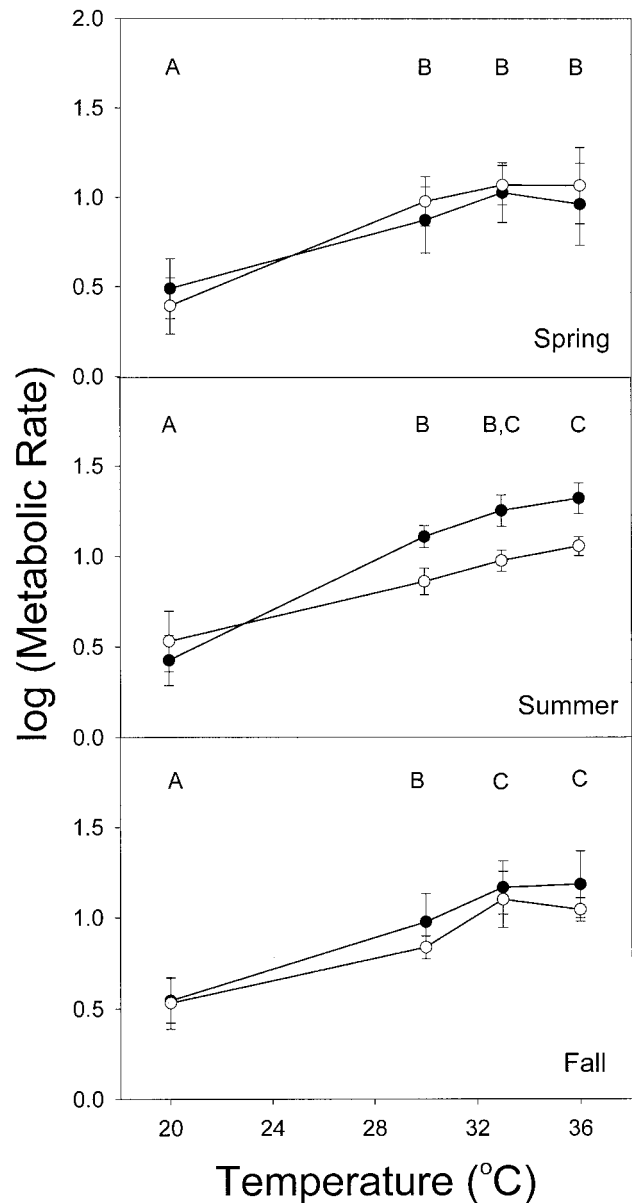 2.0
A B B B
1.5
1.0
0.5
Spring
0.0
A B B,C C
1.5
1.0
0.5
Summer
0.0
A B C C
1.5
1.0
0.5
Fall
0.0
20 24 28 32 36
log (Metabolic Rate)
Temperature (°C)